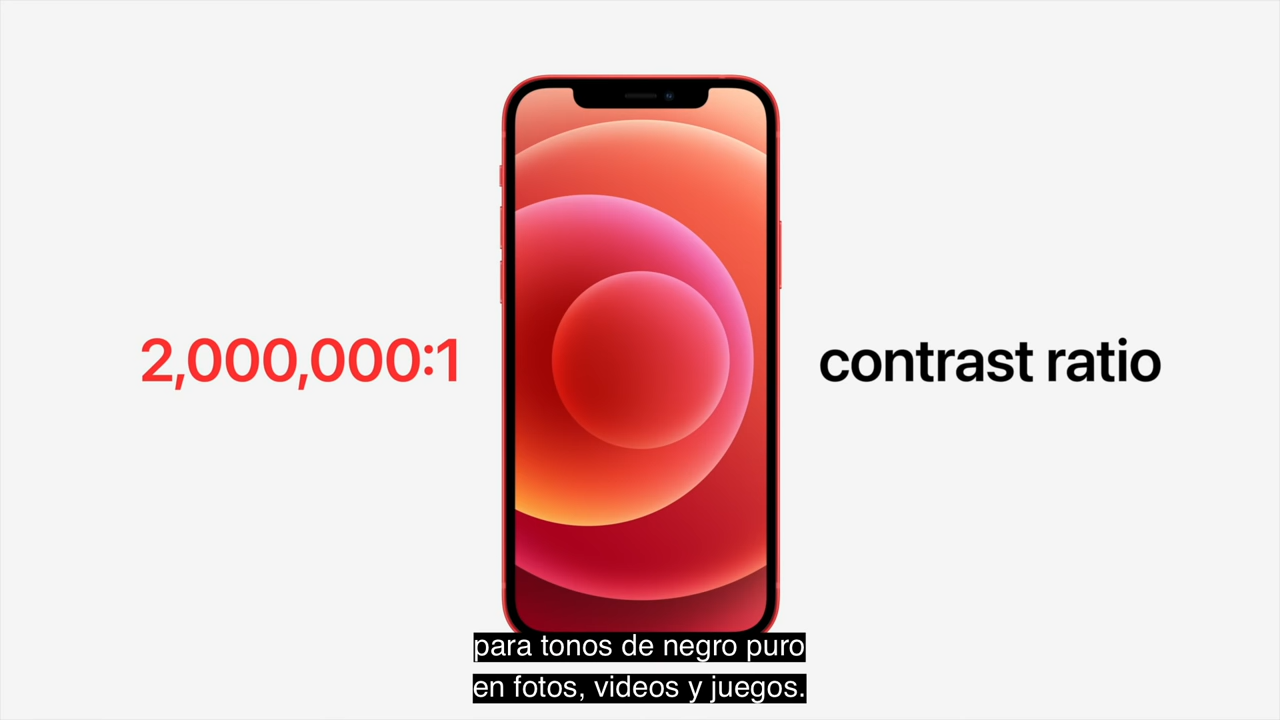 2,000,000:1
contrast ratio
para tonos de negro puro
en fotos, videos y juegos.